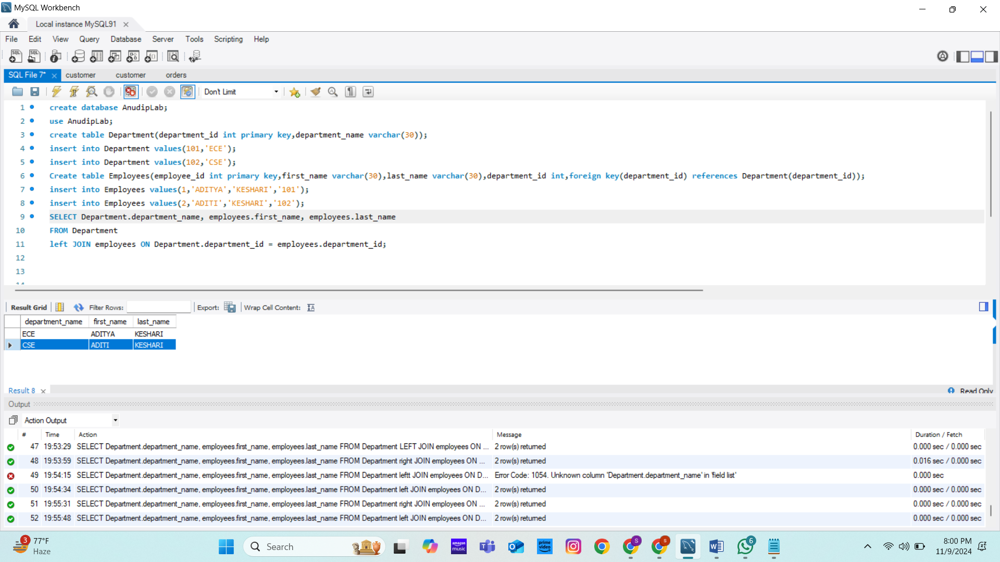 MySQL Workbench
Local instance MySQL91
File Edit View Query Database Server Tools Scripting Help
SQL File 7* customer customer orders
Don't Limit
1 create database AnudipLab;
2 use AnudipLab;
3 create table Department(department_id int primary key,department_name varchar(30));
4 insert into Department values(101,'ECE');
5 insert into Department values(102,'CSE');
6 Create table Employees(employee_id int primary key,first_name varchar(30),last_name varchar(30),department_id int,foreign key(department_id) references Department(department_id));
7 insert into Employees values(1,'ADITYA','KESHARI','101');
8 insert into Employees values(2,'ADITI','KESHARI','102');
9 SELECT Department.department_name, employees.first_name, employees.last_name
10 FROM Department
11 left JOIN employees ON Department.department_id = employees.department_id;
12
13
14
Result Grid Filter Rows: Export: Wrap Cell Content:
department_name first_name last_name
ECE ADITYA KESHARI
CSE ADITI KESHARI
Result 8 Read Only
Output
Action Output
# Time Action Message Duration / Fetch
47 19:53:29 SELECT Department.department_name, employees.first_name, employees.last_name FROM Department LEFT JOIN employees ON ... 2 row(s) returned 0.000 sec / 0.000 sec
48 19:53:59 SELECT Department.department_name, employees.first_name, employees.last_name FROM Department right JOIN employees ON ... 2 row(s) returned 0.016 sec / 0.000 sec
49 19:54:15 SELECT Department.department_name, employees.first_name, employees.last_name FROM Department leftt JOIN employees ON D... Error Code: 1054. Unknown column 'Department.department_name' in 'field list' 0.000 sec
50 19:54:34 SELECT Department.department_name, employees.first_name, employees.last_name FROM Department left JOIN employees ON D... 2 row(s) returned 0.000 sec / 0.000 sec
51 19:55:31 SELECT Department.department_name, employees.first_name, employees.last_name FROM Department right JOIN employees ON ... 2 row(s) returned 0.000 sec / 0.000 sec
52 19:55:48 SELECT Department.department_name, employees.first_name, employees.last_name FROM Department left JOIN employees ON D... 2 row(s) returned 0.000 sec / 0.000 sec
3 77°F
Haze
Search
amazon music
prime video
S
s
6
8:00 PM
11/9/2024